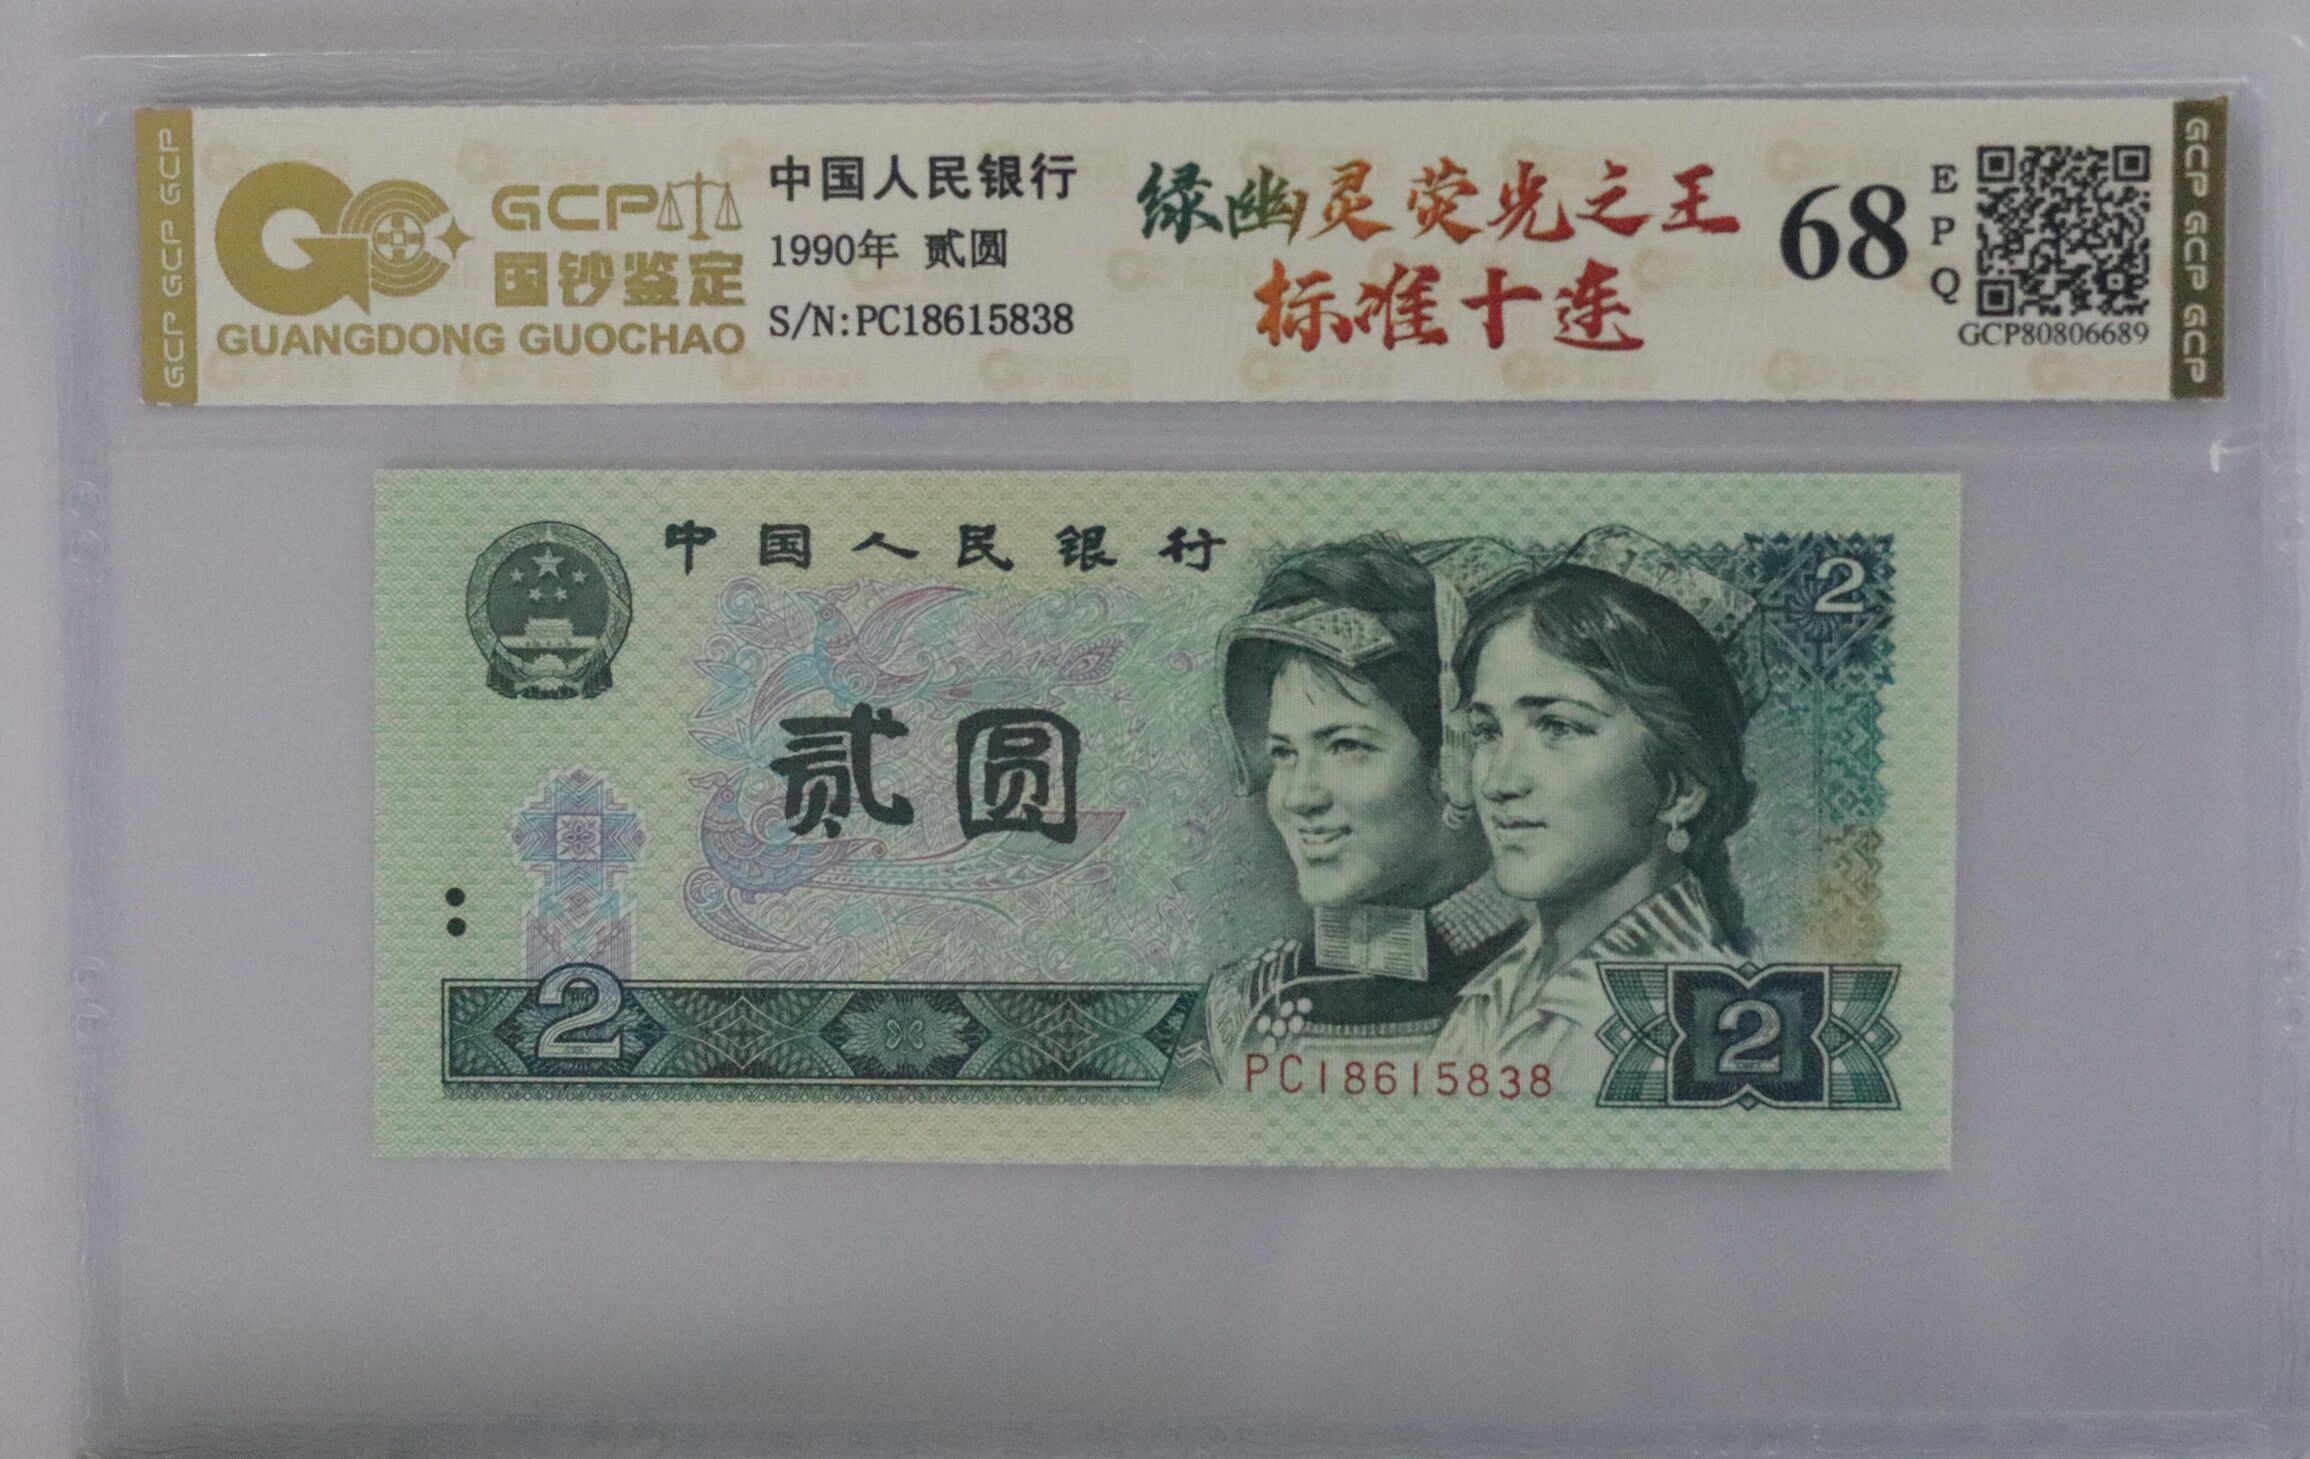 GCP GCP GCP
GCP
国钞鉴定
GUANGDONG GUOCHAO
中国人民银行
1990年 贰圆
S/N:PC18615838
绿幽灵荧光之王
标准十连
68
EPQ
GCP80806689
GCP GCP GCP
中国人民银行
2
贰圆
2
PC18615838
2